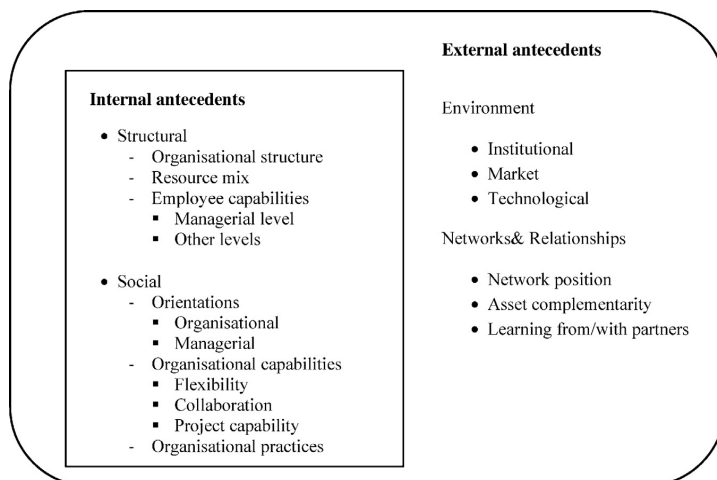 External antecedents
Internal antecedents
• Structural
- Organisational structure
- Resource mix
- Employee capabilities
▪ Managerial level
▪ Other levels
• Social
- Orientations
▪ Organisational
▪ Managerial
- Organisational capabilities
▪ Flexibility
▪ Collaboration
▪ Project capability
- Organisational practices
Environment
• Institutional
• Market
• Technological
Networks& Relationships
• Network position
• Asset complementarity
• Learning from/with partners